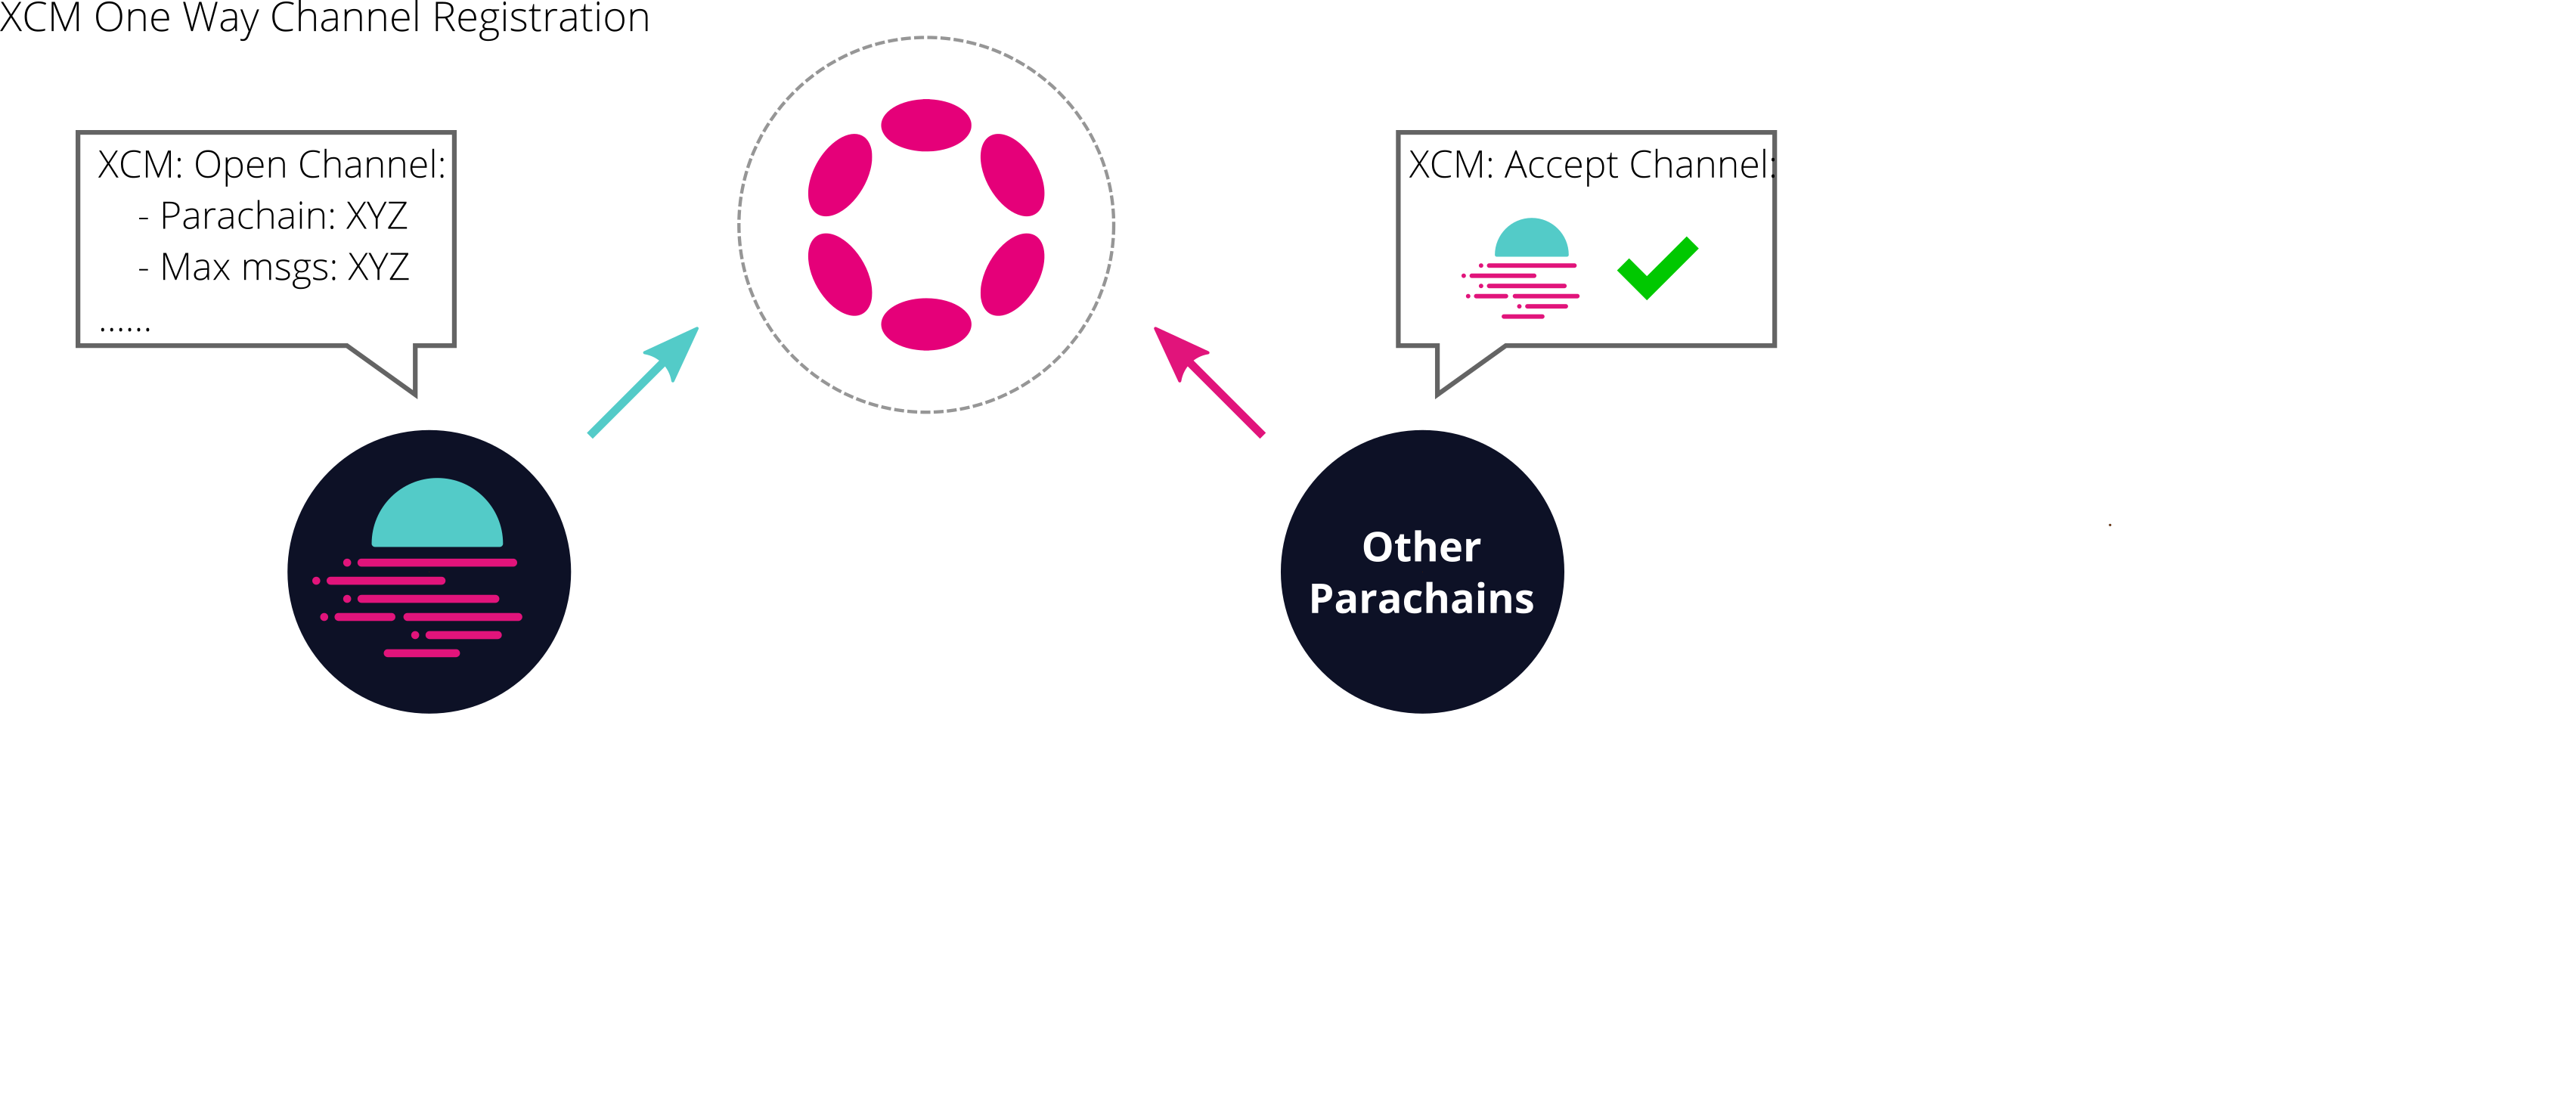 XCM One Way Channel Registration
XCM: Open Channel:
- Parachain: XYZ
- Max msgs: XYZ
......
XCM: Accept Channel:
Other
Parachains